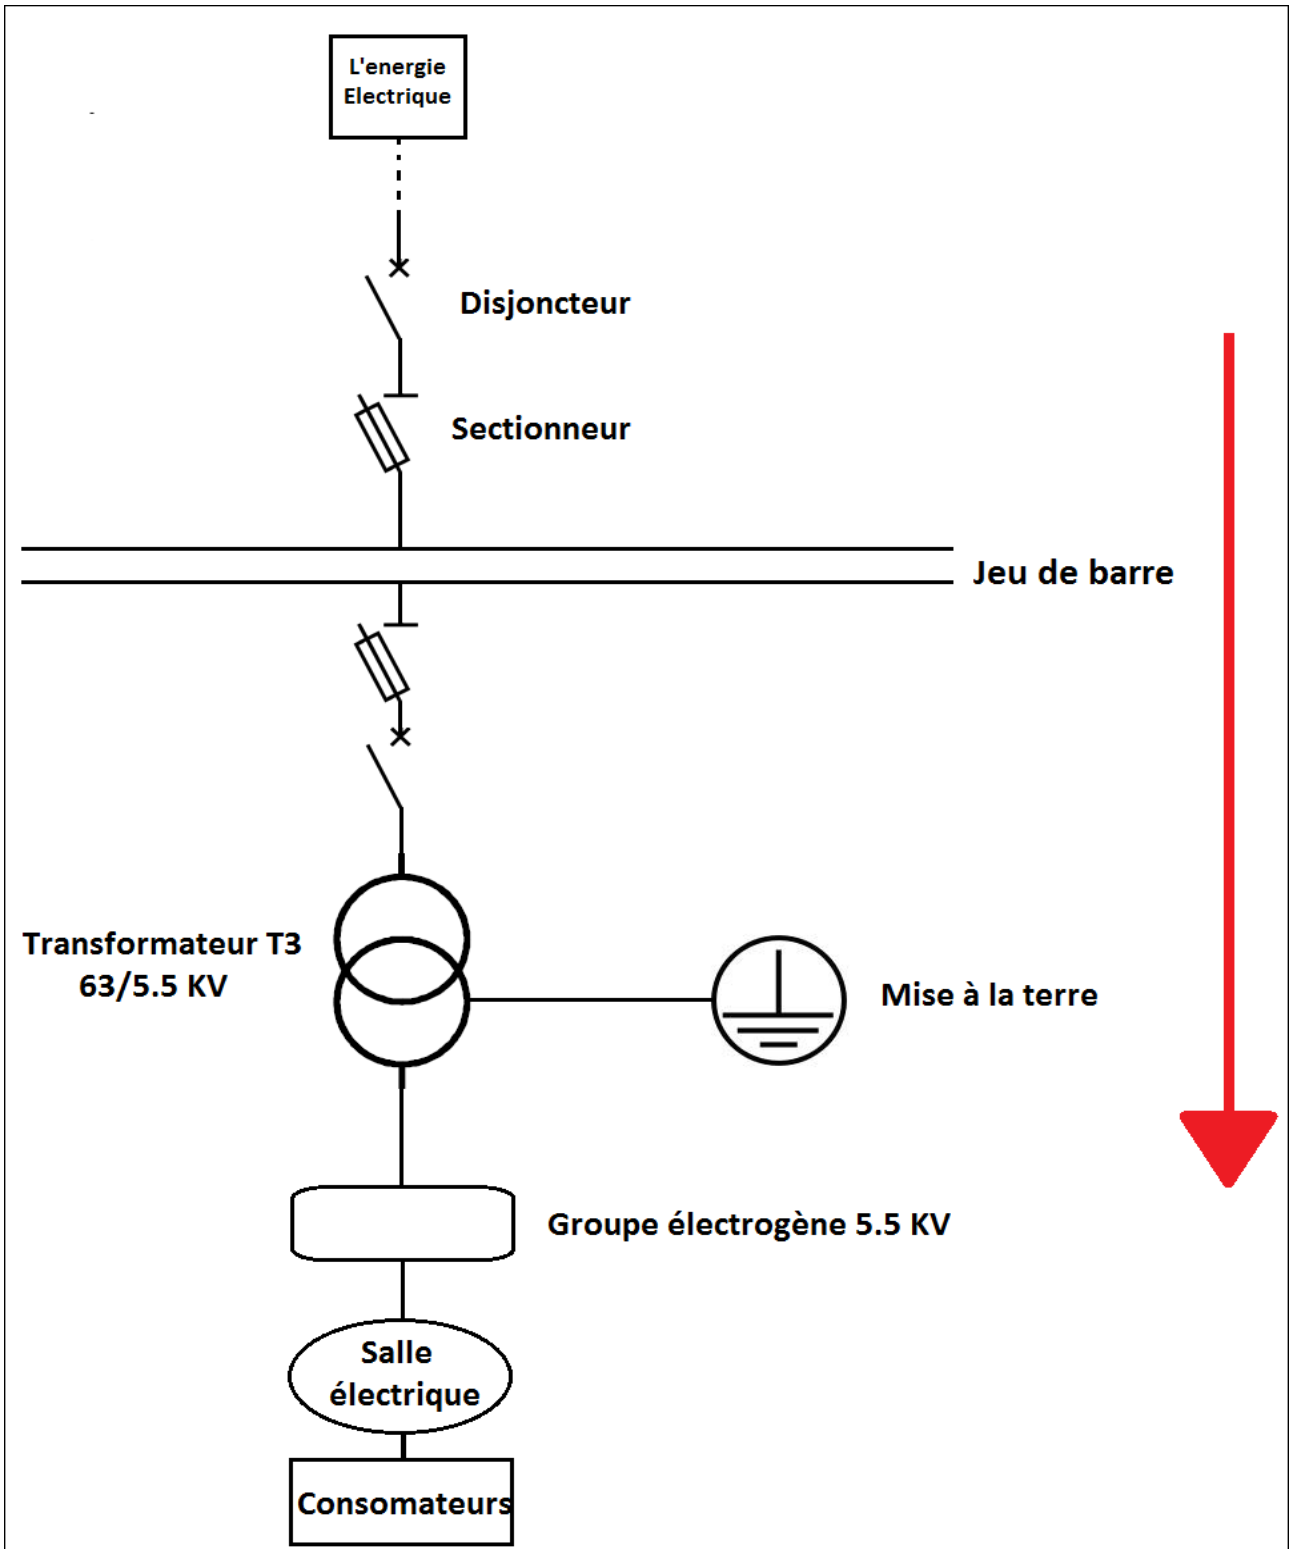 L'energie
Electrique
Disjoncteur
Sectionneur
Jeu de barre
Transformateur T3
63/5.5 KV
Mise à la terre
Groupe électrogène 5.5 KV
Salle
électrique
Consomateurs